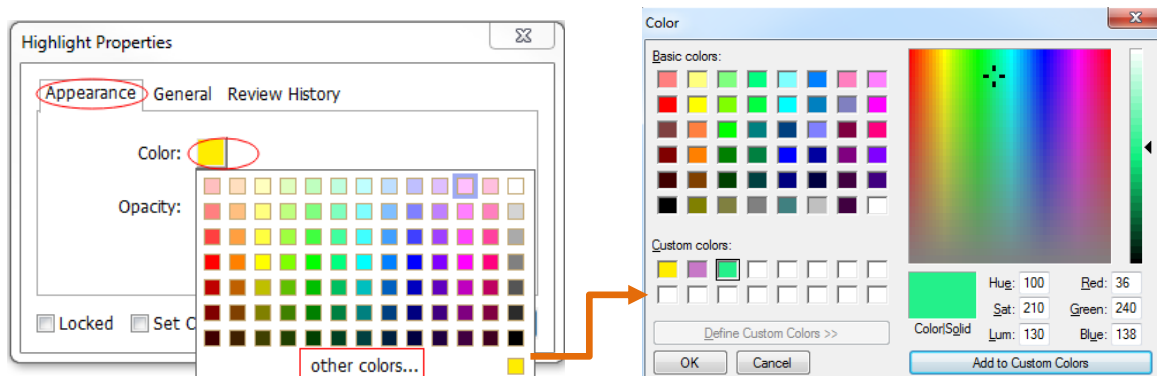 Highlight Properties
Appearance General Review History
Color:
Opacity:
Locked Set
other colors...
Color
Basic colors:
Custom colors:
Define Custom Colors >>
OK Cancel
Color|Solid
Hue: 100 Red: 36
Sat: 210 Green: 240
Lum: 130 Blue: 138
Add to Custom Colors